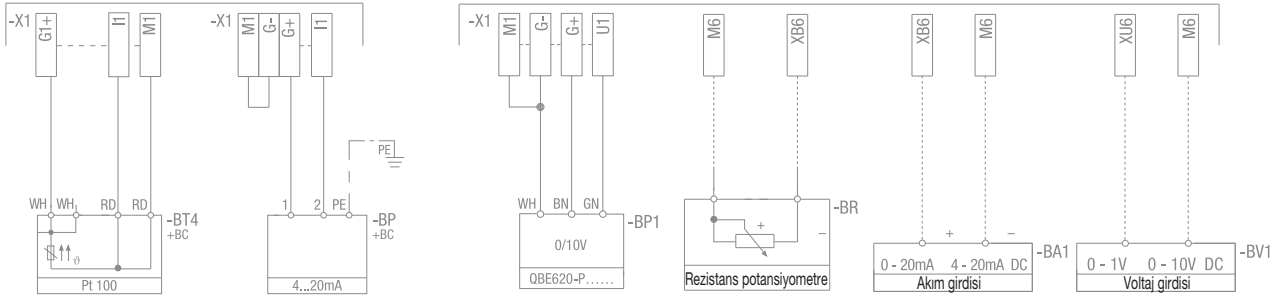 -X1
G1+
I1
M1
WH
WH
RD
RD
-BT4
+BC
ϑ
Pt 100
-X1
M1
G-
G+
I1
PE
1
2
PE
-BP
+BC
4...20mA
-X1
M1
G-
G+
U1
WH
BN
GN
-BP1
0/10V
QBE620-P......
M6
XB6
-BR
+
−
Rezistans potansiyometre
XB6
M6
+
−
-BA1
0 - 20mA 4 - 20mA DC
Akım girdisi
XU6
M6
-BV1
0 - 1V 0 - 10V DC
Voltaj girdisi